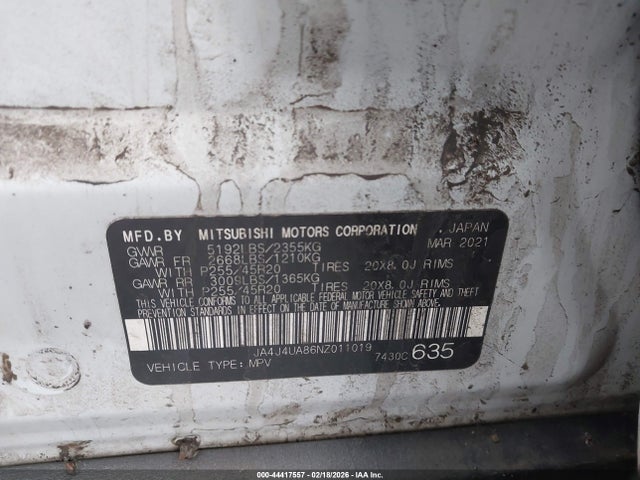 MFD.BY MITSUBISHI MOTORS CORPORATION . JAPAN
GVWR 5192LBS/2355KG MAR 2021
GAWR FR 2668LBS/1210KG
WITH P255/45R20 TIRES 20X8.0J RIMS
GAWR RR 3009LBS/1365KG
WITH P255/45R20 TIRES 20X8.0J RIMS
THIS VEHICLE CONFORMS TO ALL APPLICABLE FEDERAL MOTOR VEHICLE SAFETY AND THEFT
PREVENTION STANDARDS IN EFFECT ON THE DATE OF MANUFACTURE SHOWN ABOVE.
JA4J4UA86NZ011019
VEHICLE TYPE: MPV 7430C 635
000-44417557 - 02/18/2026 - © IAA Inc.